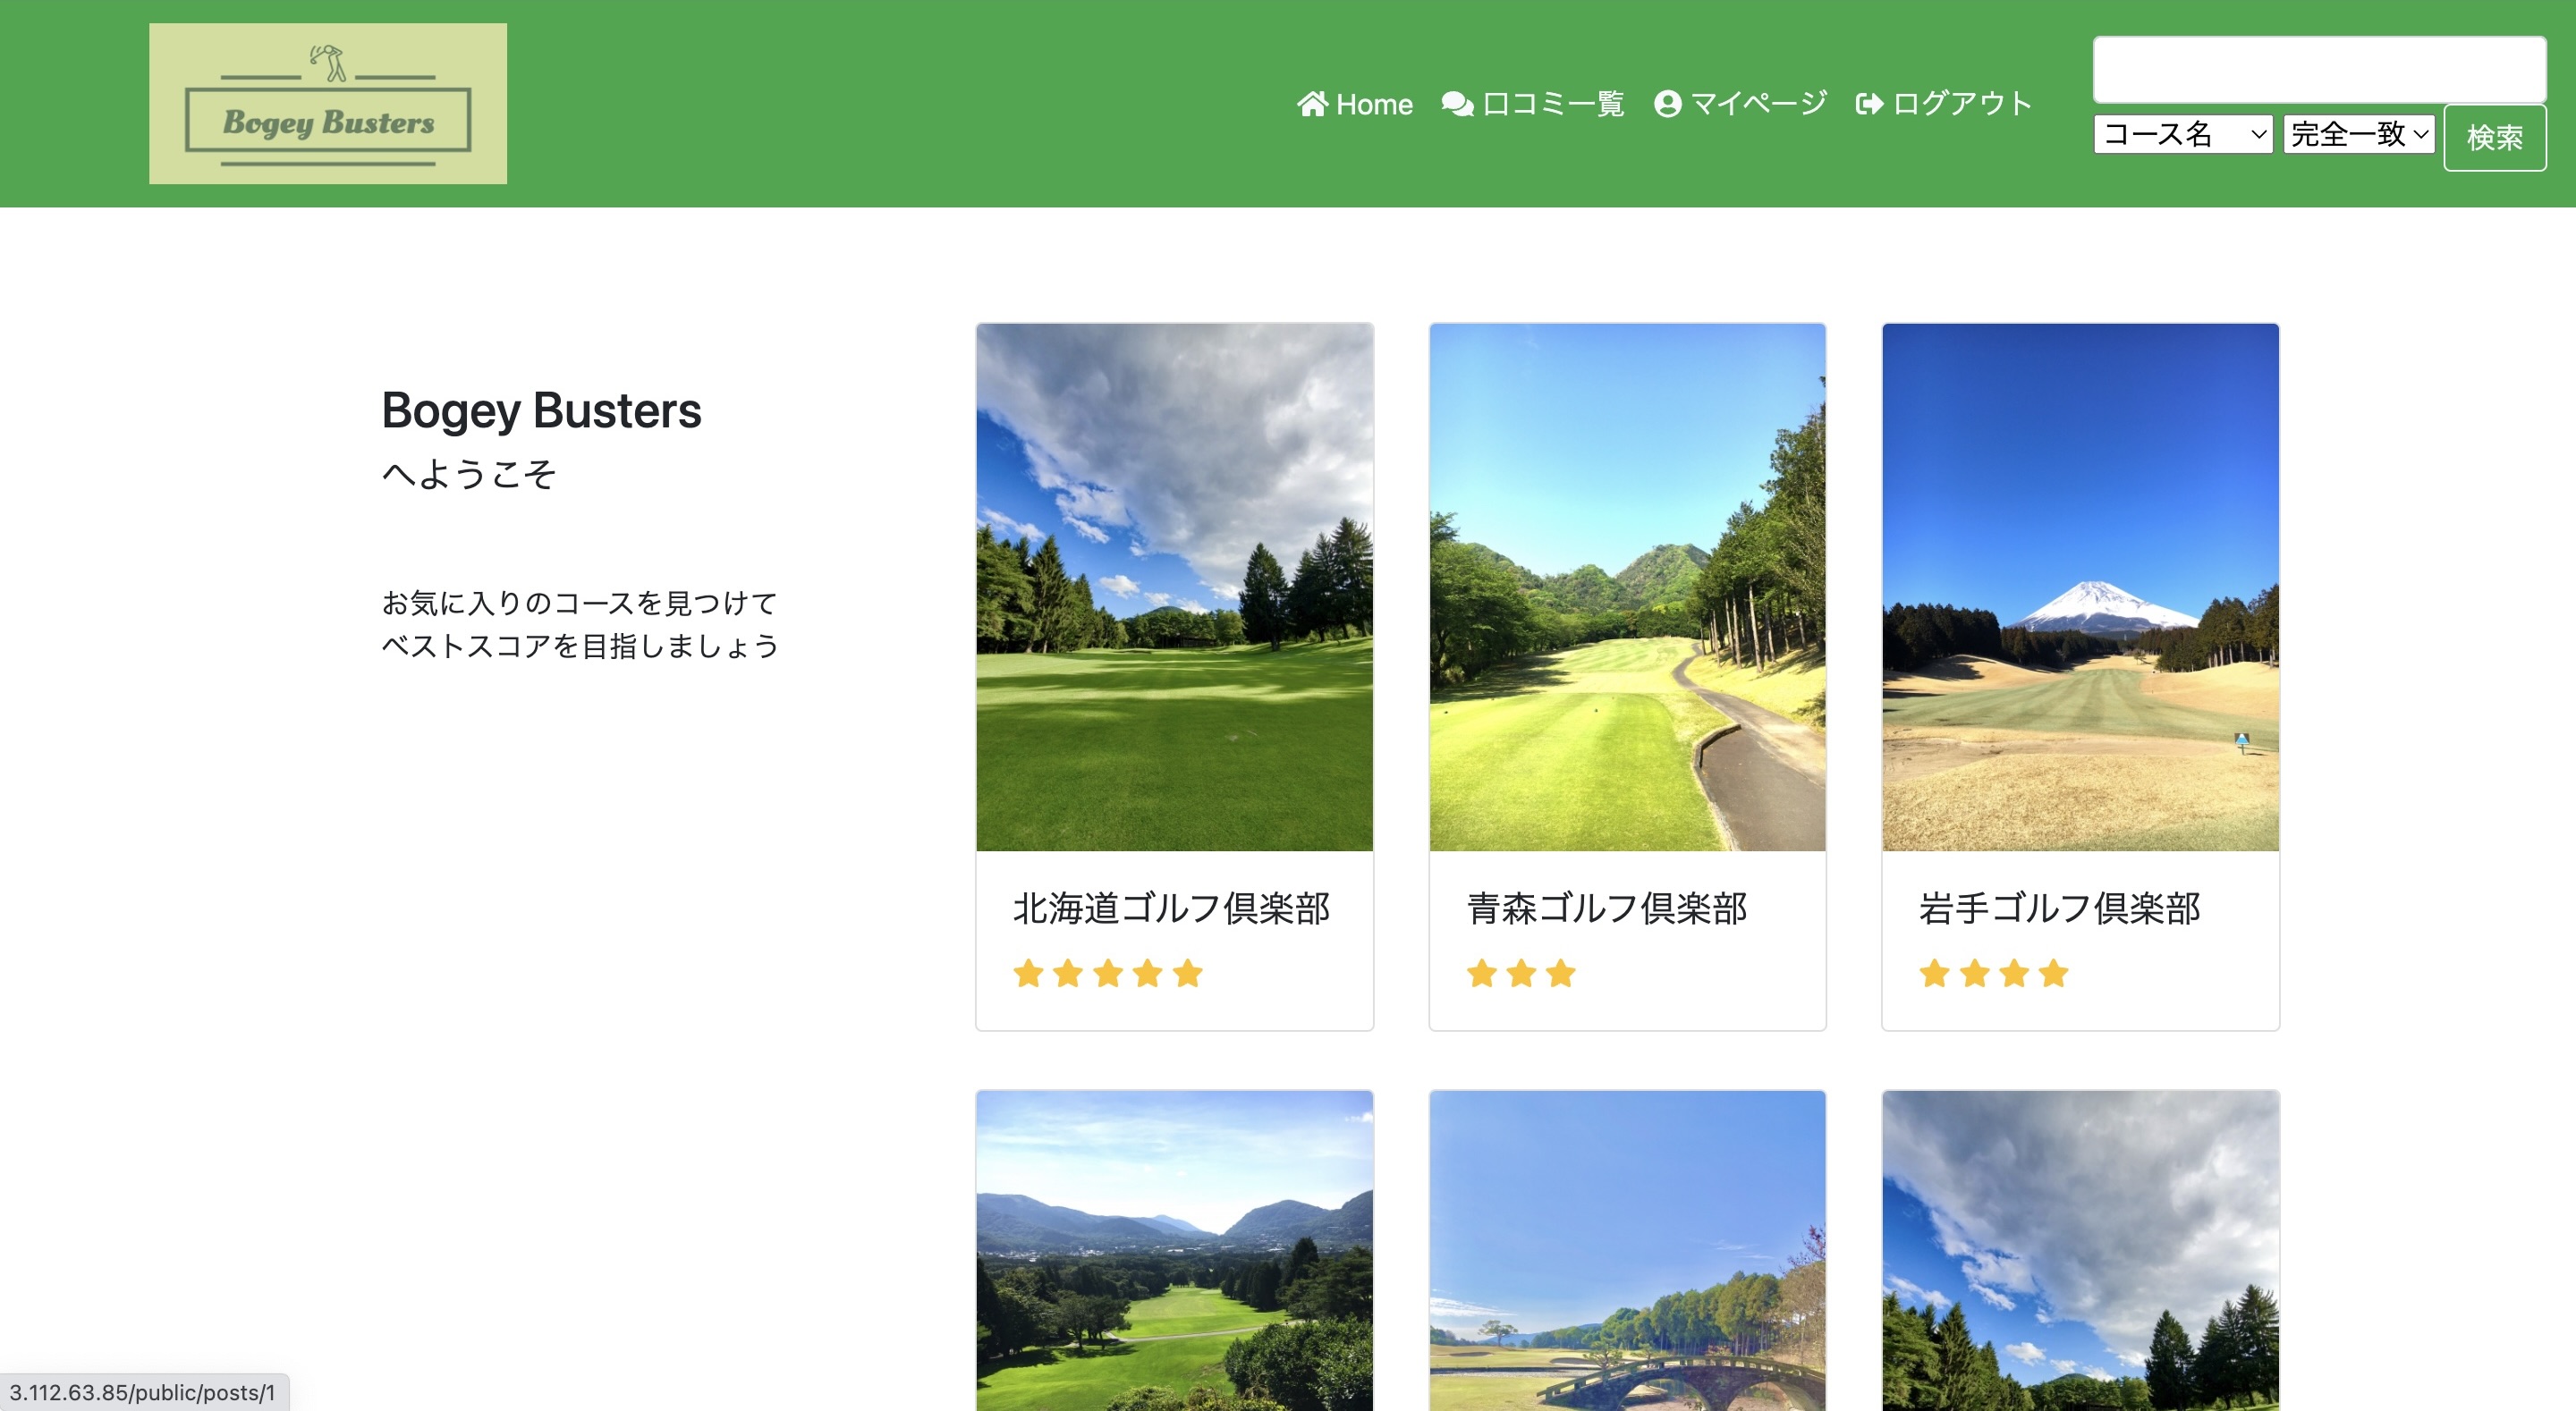 Bogey Busters
Home 口コミ一覧 マイページ ログアウト
コース名 完全一致 検索
Bogey Busters
へようこそ
お気に入りのコースを見つけて
ベストスコアを目指しましょう
北海道ゴルフ倶楽部
青森ゴルフ倶楽部
岩手ゴルフ倶楽部
3.112.63.85/public/posts/1